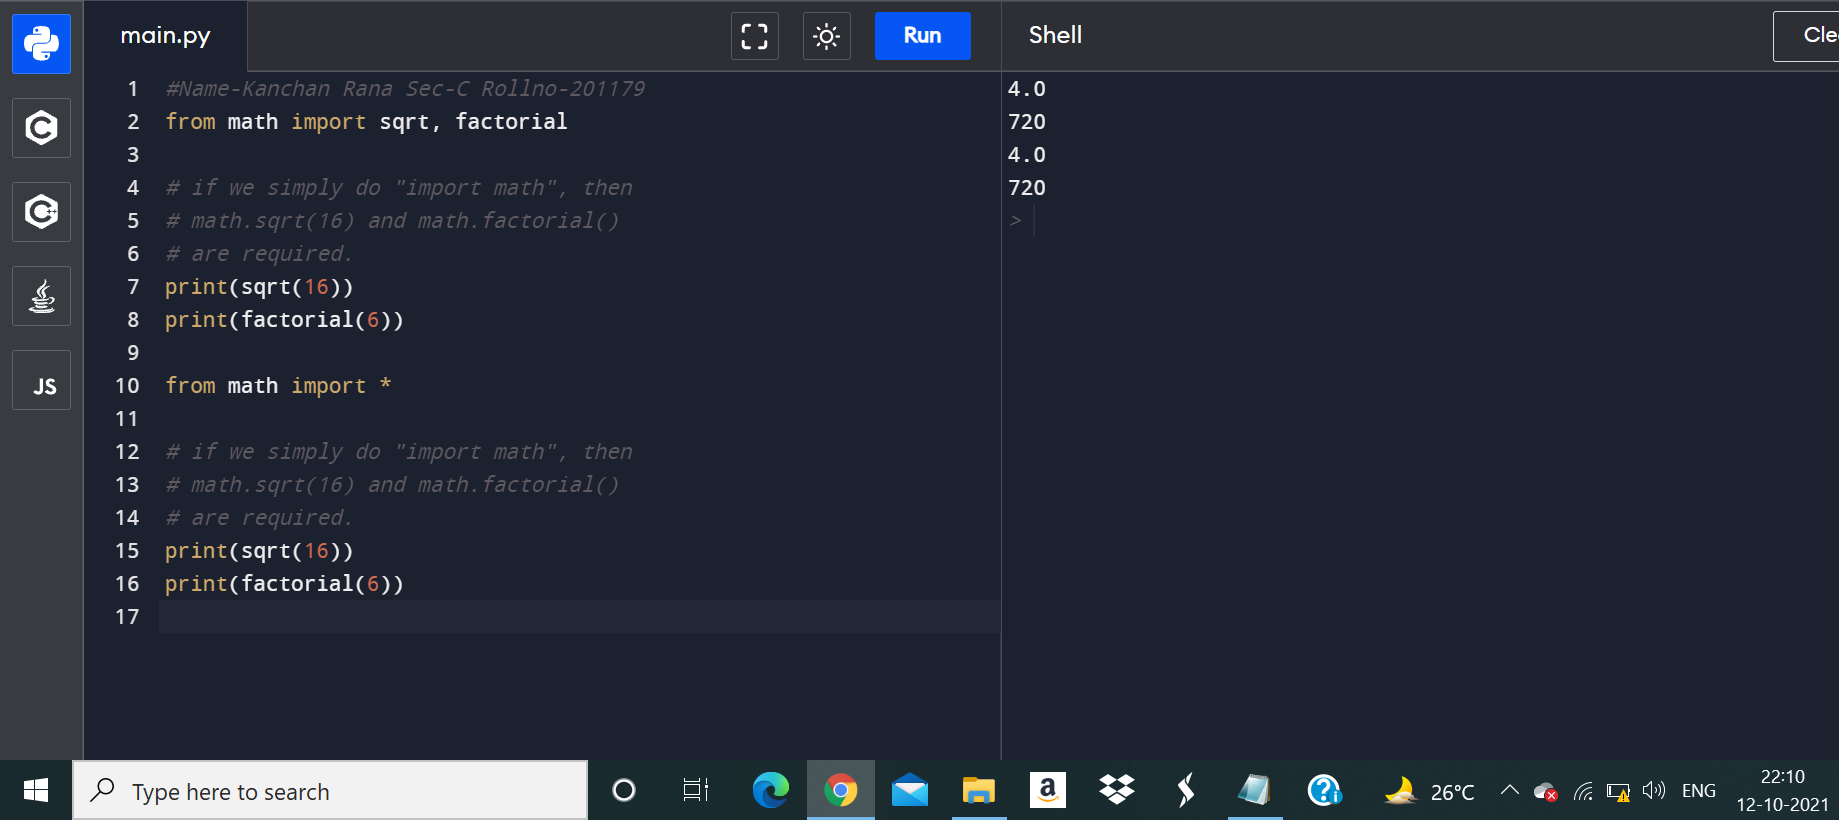 main.py
Run
Shell
Cle
1 #Name-Kanchan Rana Sec-C Rollno-201179
2 from math import sqrt, factorial
3
4 # if we simply do "import math", then
5 # math.sqrt(16) and math.factorial()
6 # are required.
7 print(sqrt(16))
8 print(factorial(6))
9
10 from math import *
11
12 # if we simply do "import math", then
13 # math.sqrt(16) and math.factorial()
14 # are required.
15 print(sqrt(16))
16 print(factorial(6))
17
4.0
720
4.0
720
>
C
C++
JS
Type here to search
a
?
26°C
ENG
22:10
12-10-2021